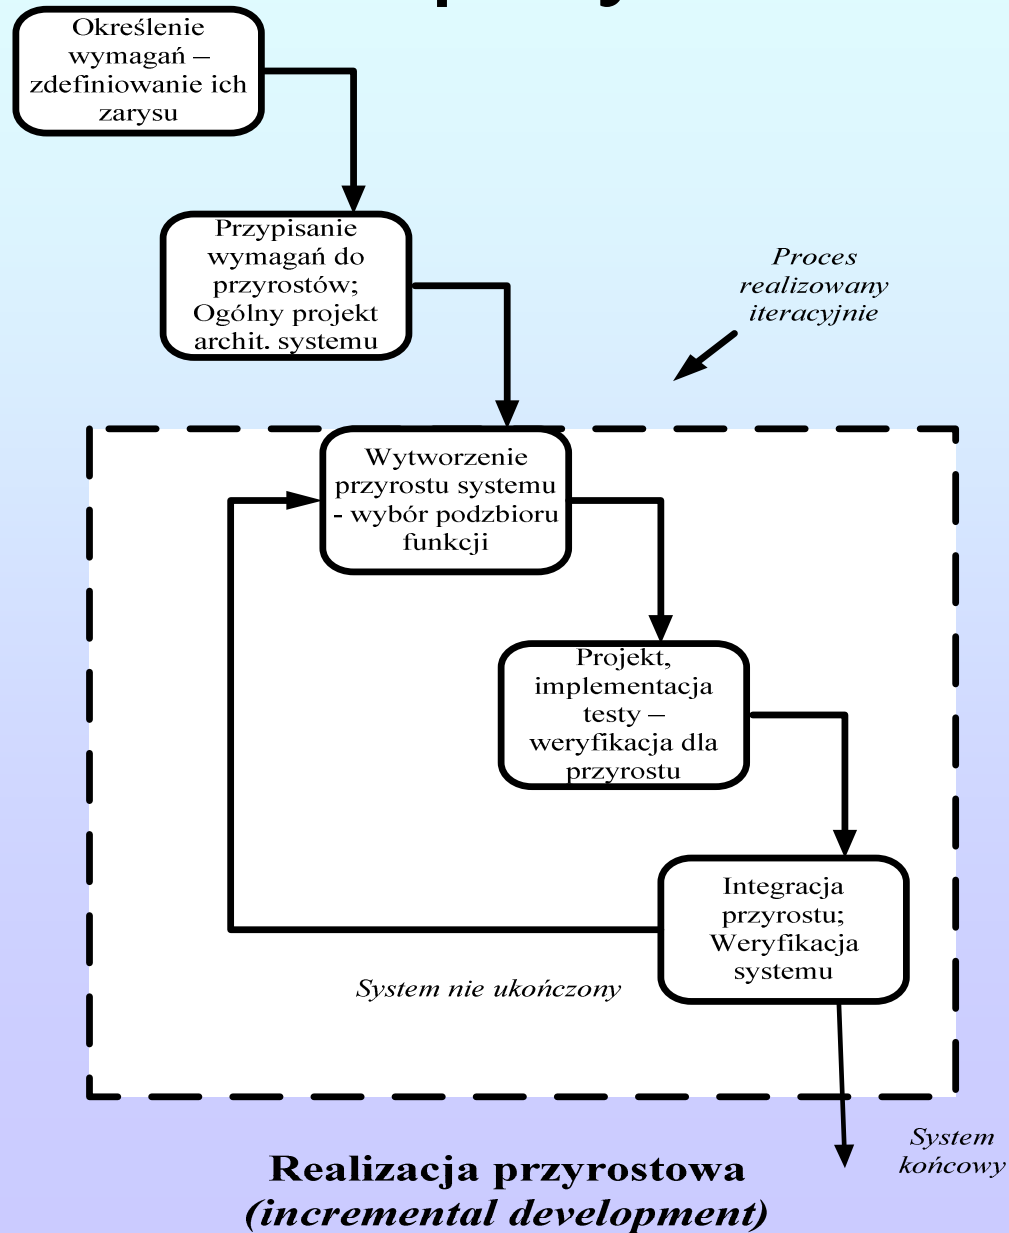 Określenie
wymagań –
zdefiniowanie ich
zarysu
Przypisanie
wymagań do
przyrostów;
Ogólny projekt
archit. systemu
Proces
realizowany
iteracyjnie
Wytworzenie
przyrostu systemu
- wybór podzbioru
funkcji
Projekt,
implementacja
testy –
weryfikacja dla
przyrostu
Integracja
przyrostu;
Weryfikacja
systemu
System nie ukończony
System
końcowy
Realizacja przyrostowa
(incremental development)